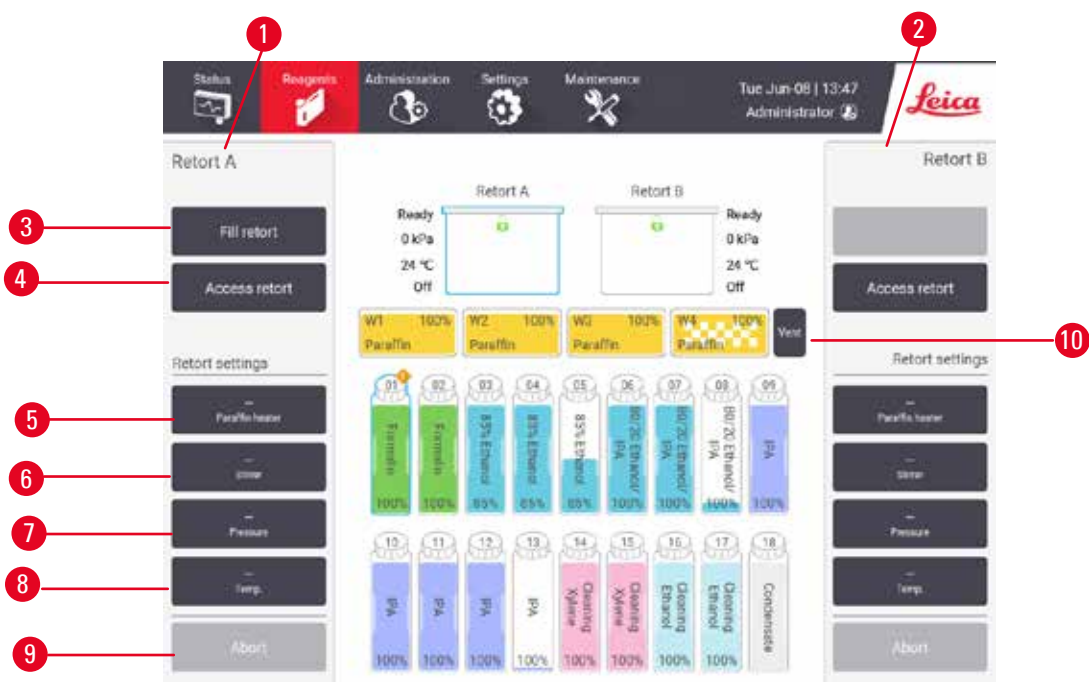 1
2
Status
Reagents
Administration
Settings
Maintenance
Tue Jun-08 | 13:47
Administrator
Leica
Retort A
Retort B
3
Fill retort
4
Access retort
Access retort
Retort A
Retort B
Ready
0 kPa
24 °C
Off
Ready
0 kPa
24 °C
Off
W1 100%
Paraffin
W2 100%
Paraffin
W3 100%
Paraffin
W4 100%
Paraffin
Vent
10
Retort settings
Retort settings
5
--
Paraffin heater
--
Paraffin heater
6
--
Stirrer
--
Stirrer
7
--
Pressure
--
Pressure
8
--
Temp.
--
Temp.
9
Abort
Abort
01
Formalin
100%
02
Formalin
100%
03
85% Ethanol
85%
04
85% Ethanol
85%
05
85% Ethanol
85%
06
80/20 Ethanol/
IPA
100%
07
80/20 Ethanol/
IPA
100%
08
80/20 Ethanol/
IPA
100%
09
IPA
100%
10
IPA
100%
11
IPA
100%
12
IPA
100%
13
IPA
100%
14
Cleaning
Xylene
100%
15
Cleaning
Xylene
100%
16
Cleaning
Ethanol
100%
17
Cleaning
Ethanol
100%
18
Condensate